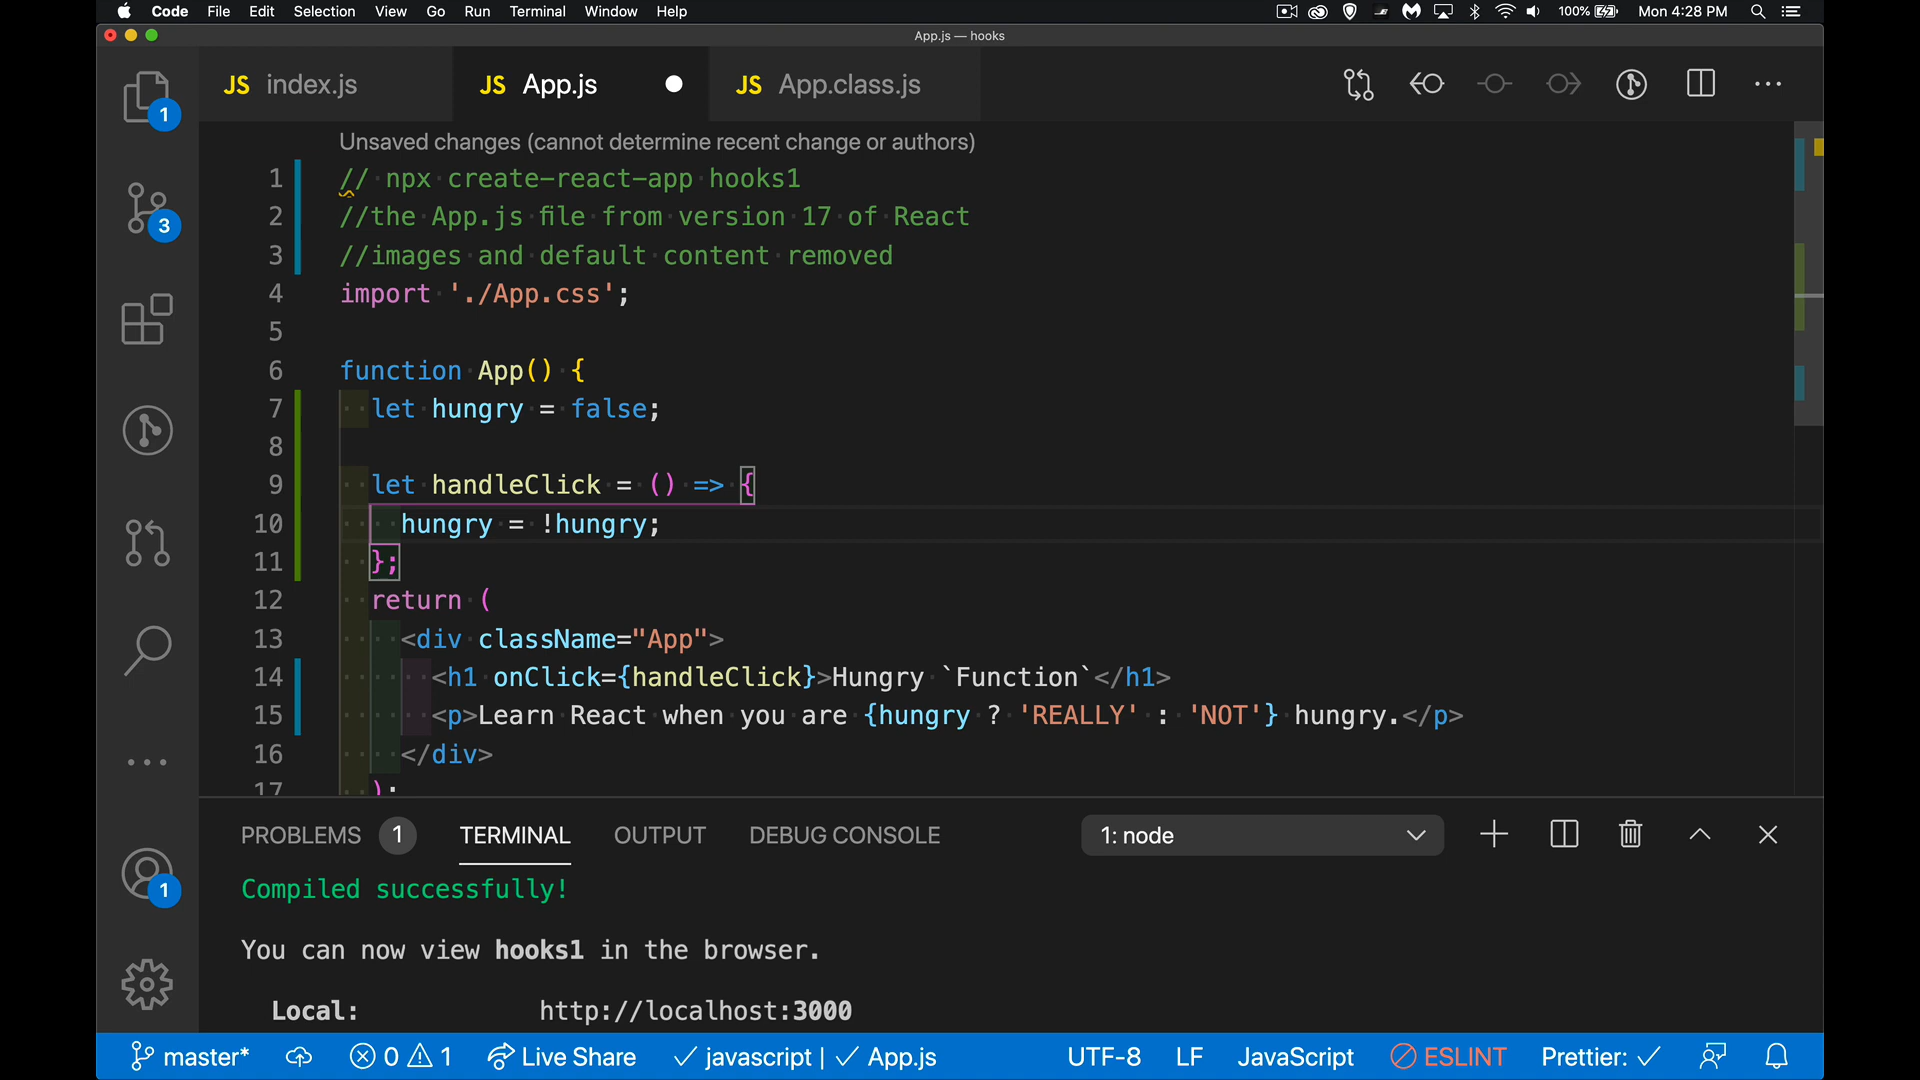 Code File Edit Selection View Go Run Terminal Window Help 100% Mon 4:28 PM
App.js — hooks
JS index.js JS App.js JS App.class.js
1
3
1
Unsaved changes (cannot determine recent change or authors)
1 // npx create-react-app hooks1
2 //the App.js file from version 17 of React
3 //images and default content removed
4 import './App.css';
5
6 function App() {
7 let hungry = false;
8
9 let handleClick = () => {
10 hungry = !hungry;
11 };
12 return (
13 <div className="App">
14 <h1 onClick={handleClick}>Hungry `Function`</h1>
15 <p>Learn React when you are {hungry ? 'REALLY' : 'NOT'} hungry.</p>
16 </div>
17 );
PROBLEMS 1 TERMINAL OUTPUT DEBUG CONSOLE 1: node
Compiled successfully!
You can now view hooks1 in the browser.
Local: http://localhost:3000
master* 0 1 Live Share javascript | App.js UTF-8 LF JavaScript ESLINT Prettier: